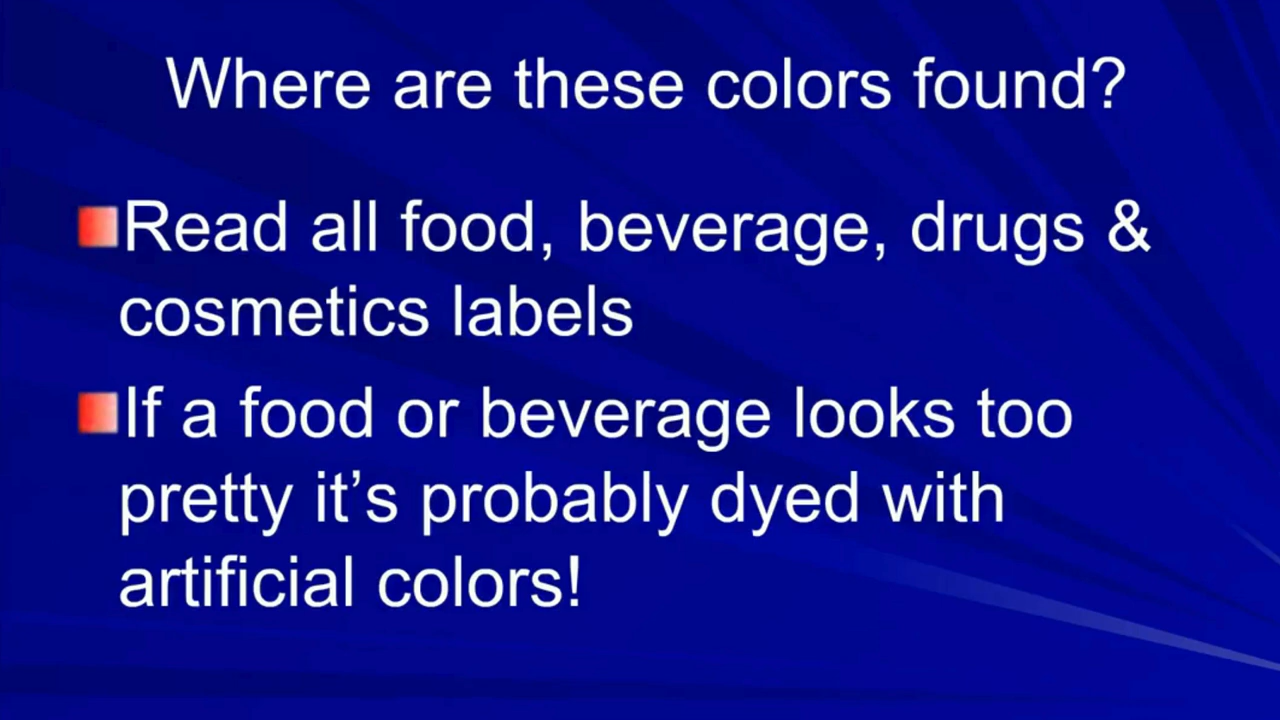 Where are these colors found?
Read all food, beverage, drugs &
cosmetics labels
If a food or beverage looks too
pretty it’s probably dyed with
artificial colors!